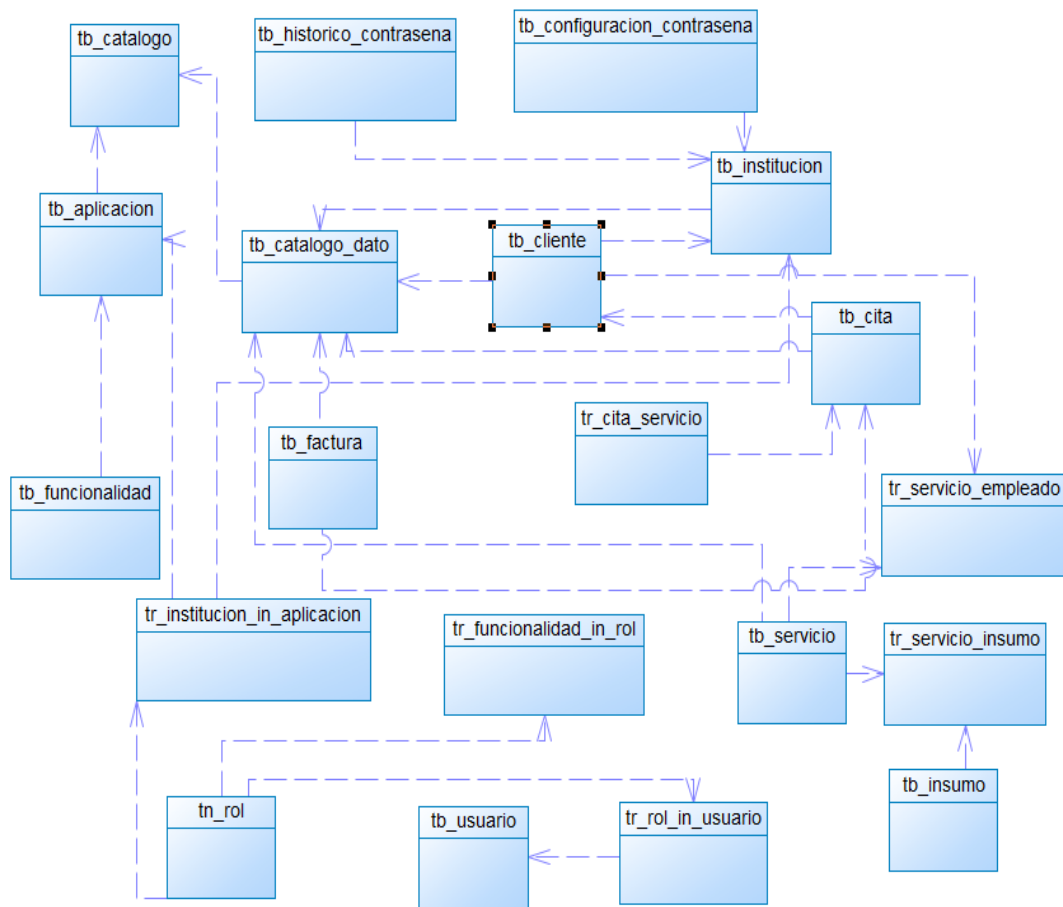 tb_catalogo
tb_historico_contrasena
tb_configuracion_contrasena
tb_institucion
tb_aplicacion
tb_catalogo_dato
tb_cliente
tb_cita
tr_cita_servicio
tb_factura
tb_funcionalidad
tr_servicio_empleado
tr_institucion_in_aplicacion
tr_funcionalidad_in_rol
tb_servicio
tr_servicio_insumo
tb_insumo
tn_rol
tb_usuario
tr_rol_in_usuario